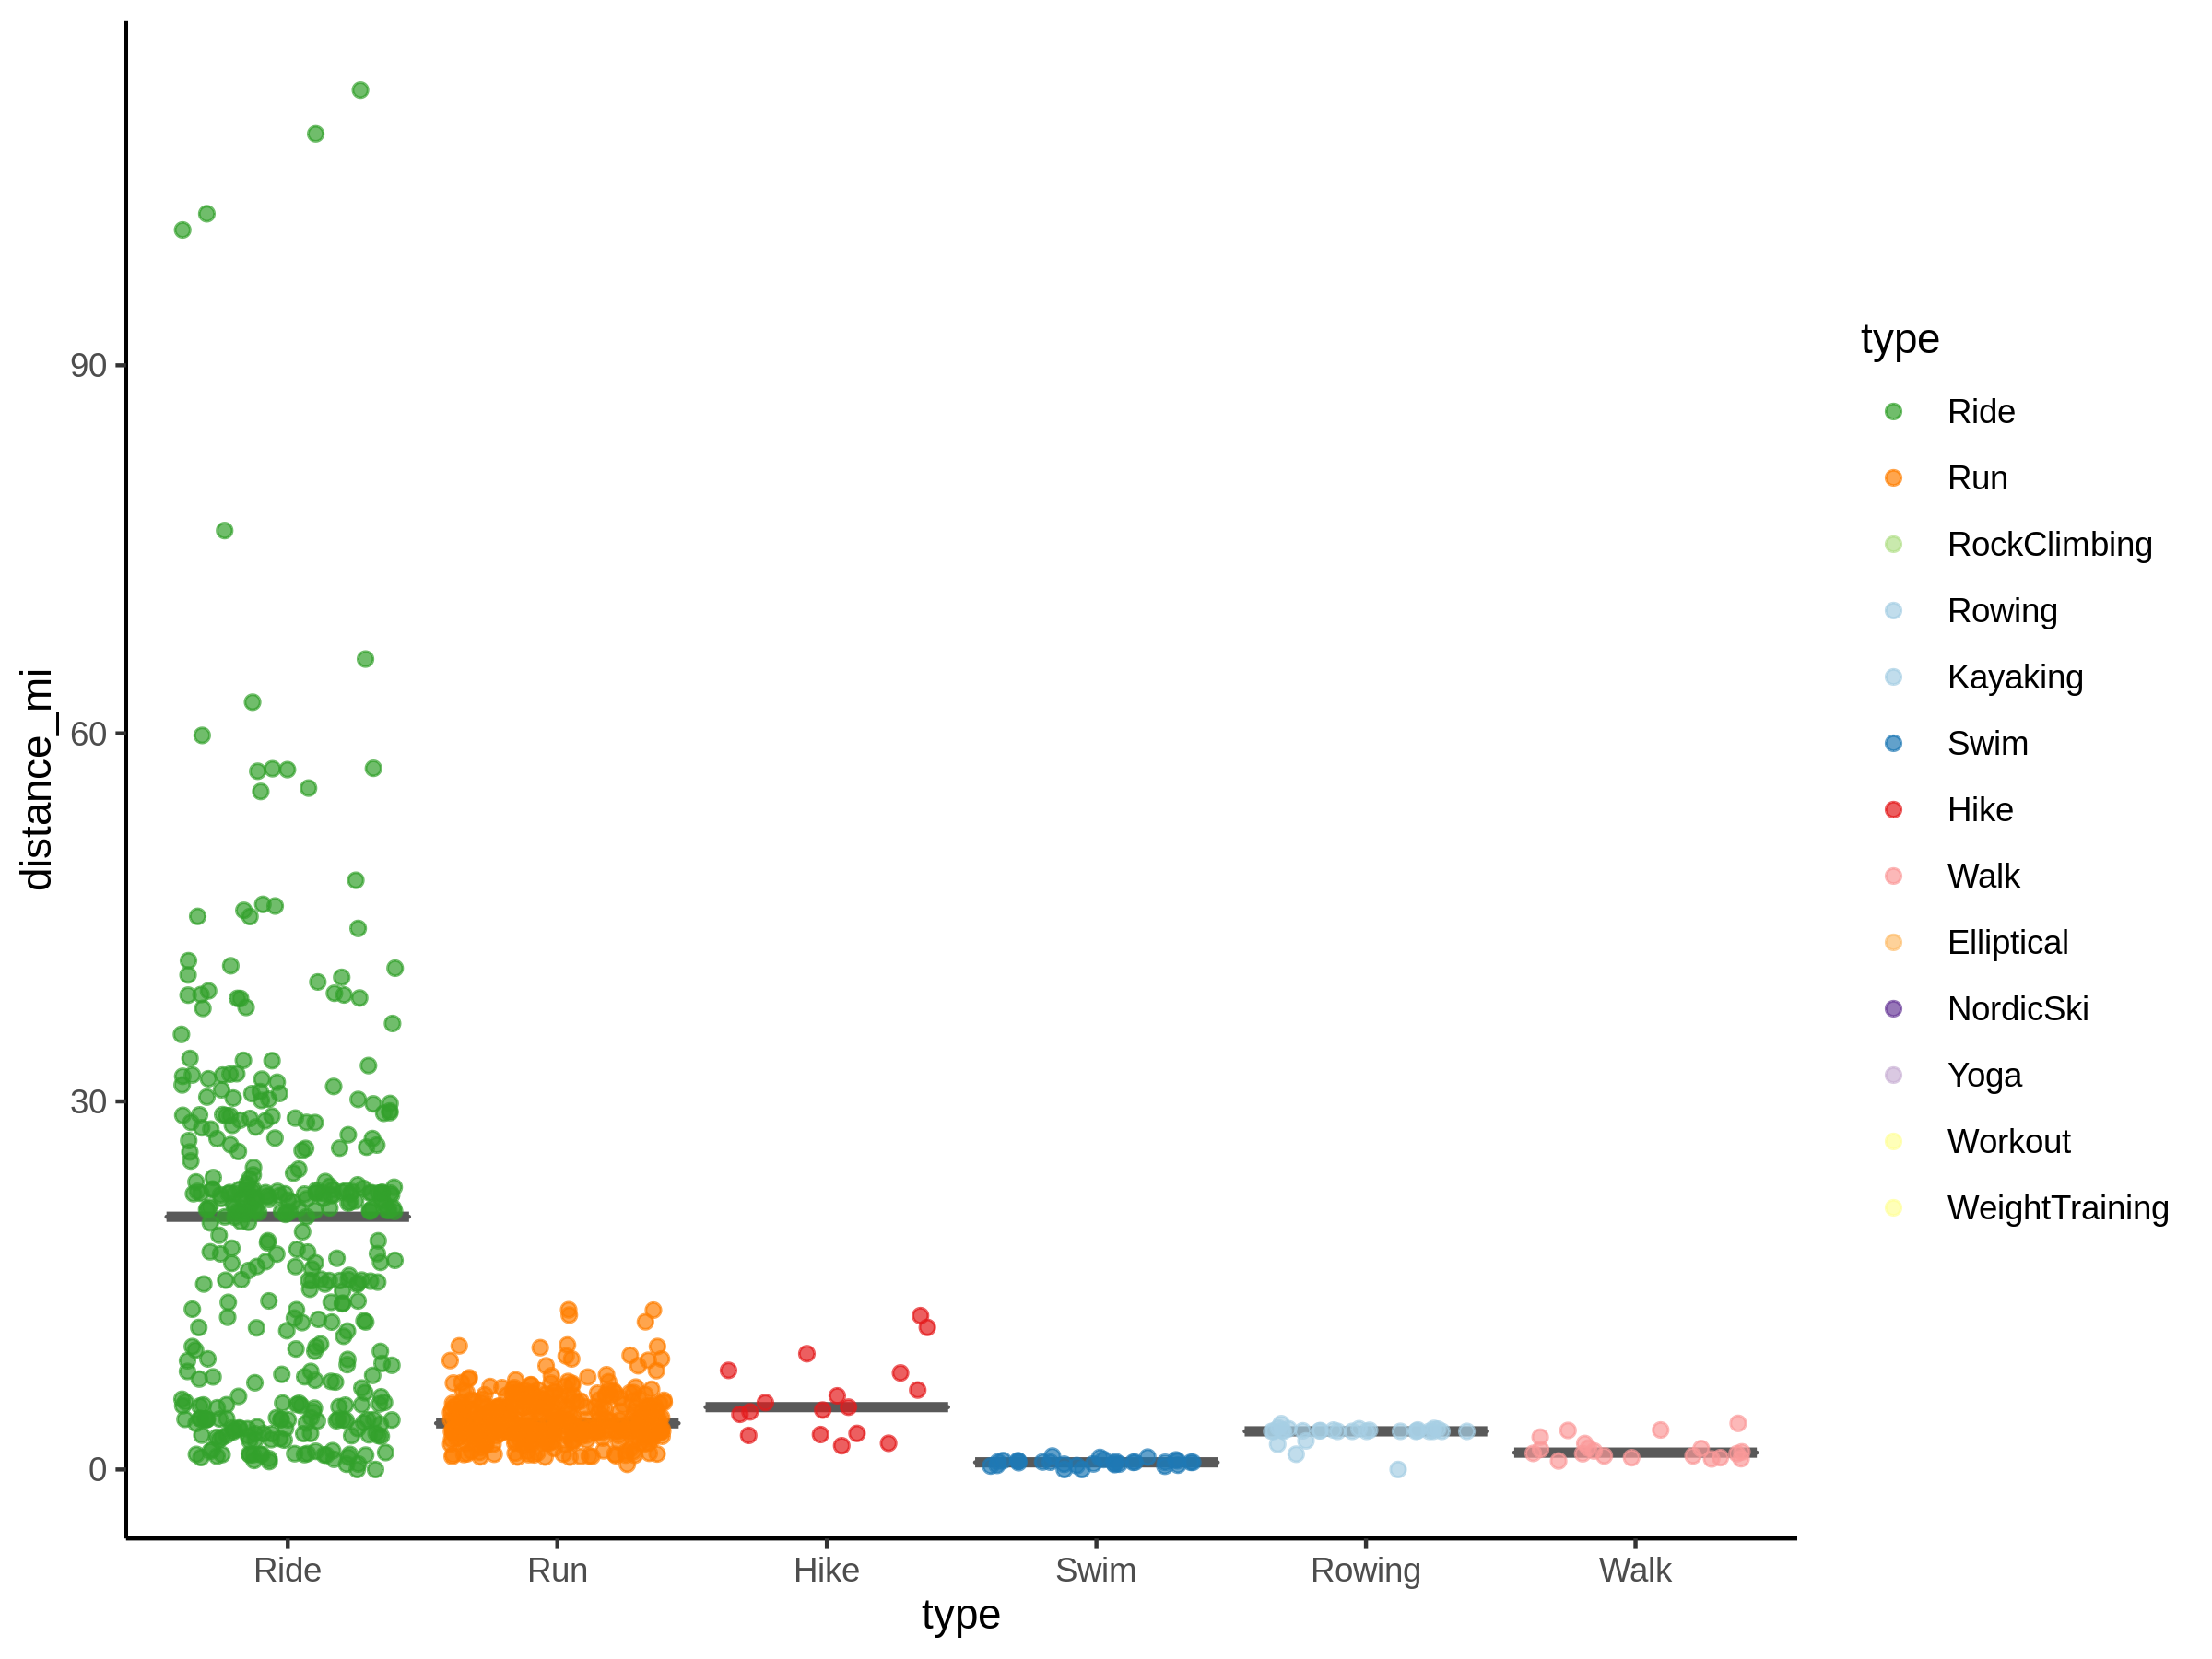 distance_mi
90
60
30
0
Ride Run Hike Swim Rowing Walk
type
type
Ride
Run
RockClimbing
Rowing
Kayaking
Swim
Hike
Walk
Elliptical
NordicSki
Yoga
Workout
WeightTraining